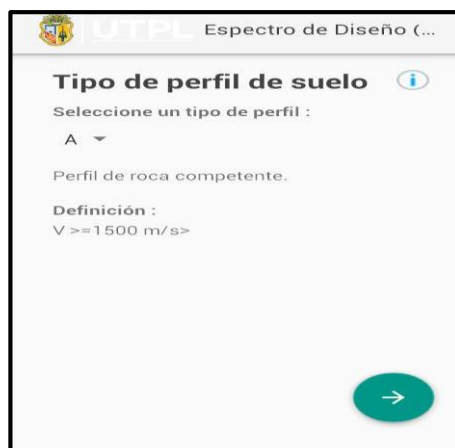 UTPL Espectro de Diseño (...
Tipo de perfil de suelo
Seleccione un tipo de perfil :
A
Perfil de roca competente.
Definición :
V >=1500 m/s>